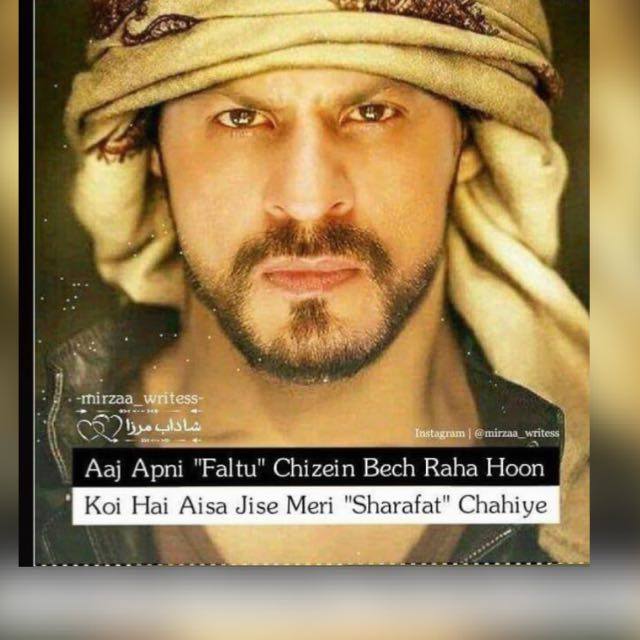 -mirzaa_writess-
شاداب مرزا
Instagram | @mirzaa_writess
Aaj Apni "Faltu" Chizein Bech Raha Hoon
Koi Hai Aisa Jise Meri "Sharafat" Chahiye